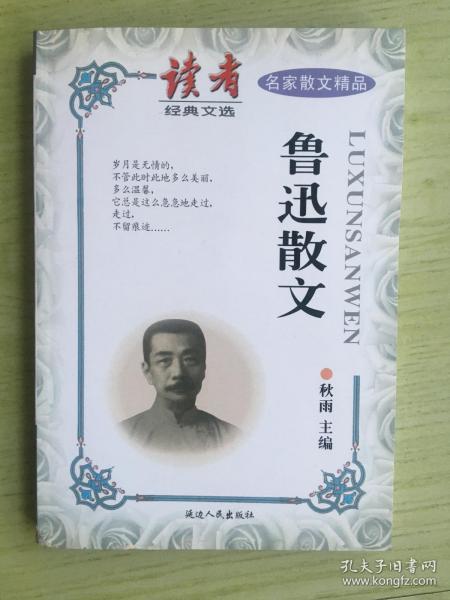 读者
经典文选
名家散文精品
岁月是无情的,
不管此时此地多么美丽,
多么温馨,
它总是这么急急地走过,
走过,
不留痕迹……
鲁迅散文
LUXUNSANWEN
秋雨 主编
延边人民出版社
孔夫子旧书网
www.kongfz.com